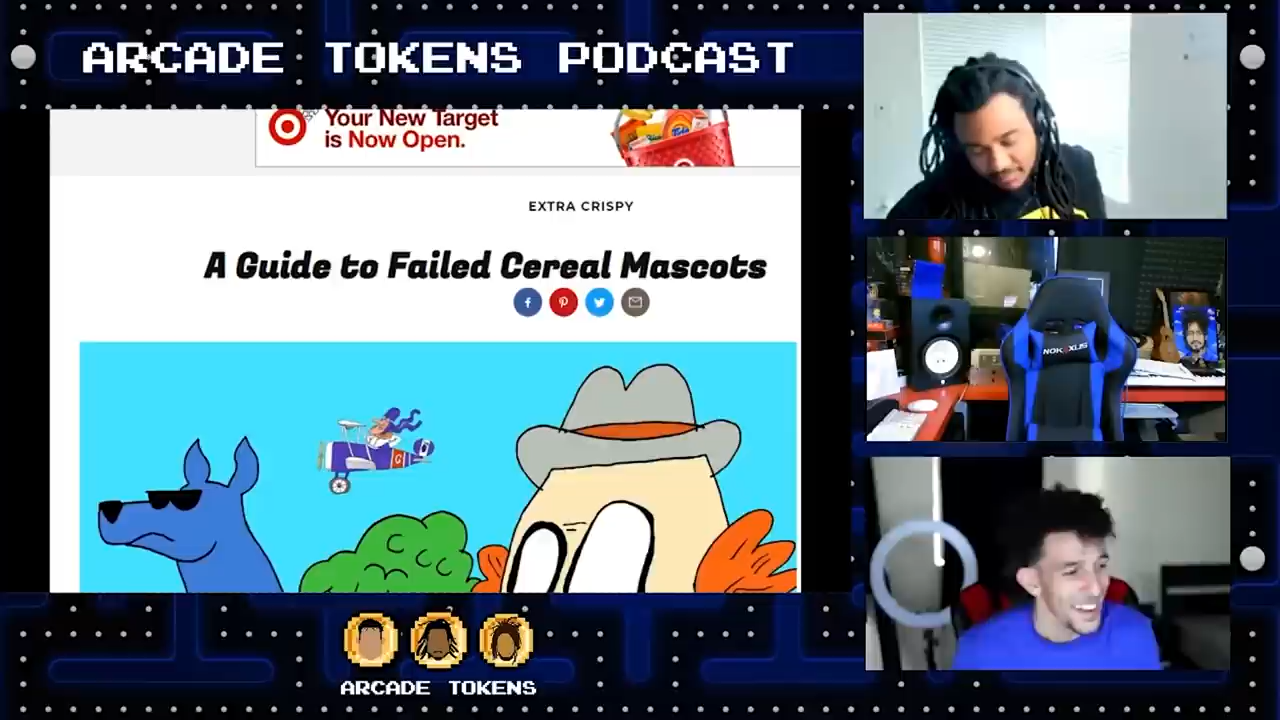 ARCADE TOKENS PODCAST
Your New Target
is Now Open.
EXTRA CRISPY
A Guide to Failed Cereal Mascots
NOKAXUS
ARCADE TOKENS